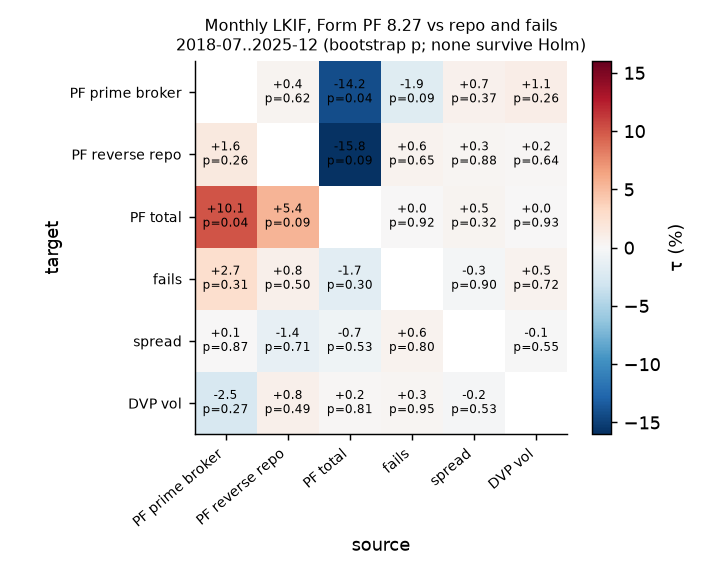 Monthly LKIF, Form PF 8.27 vs repo and fails
2018-07..2025-12 (bootstrap p; none survive Holm)
target
PF prime broker
+0.4
p=0.62
-14.2
p=0.04
-1.9
p=0.09
+0.7
p=0.37
+1.1
p=0.26
PF reverse repo
+1.6
p=0.26
-15.8
p=0.09
+0.6
p=0.65
+0.3
p=0.88
+0.2
p=0.64
PF total
+10.1
p=0.04
+5.4
p=0.09
+0.0
p=0.92
+0.5
p=0.32
+0.0
p=0.93
fails
+2.7
p=0.31
+0.8
p=0.50
-1.7
p=0.30
-0.3
p=0.90
+0.5
p=0.72
spread
+0.1
p=0.87
-1.4
p=0.71
-0.7
p=0.53
+0.6
p=0.80
-0.1
p=0.55
DVP vol
-2.5
p=0.27
+0.8
p=0.49
+0.2
p=0.81
+0.3
p=0.95
-0.2
p=0.53
PF prime broker
PF reverse repo
PF total
fails
spread
DVP vol
source
15
10
5
0
−5
−10
−15
τ (%)